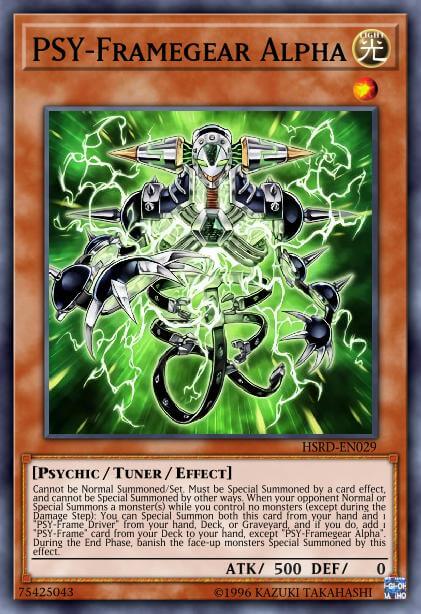 PSY-Framegear Alpha
LIGHT
光
HSRD-EN029
[Psychic / Tuner / Effect]
Cannot be Normal Summoned/Set. Must be Special Summoned by a card effect,
and cannot be Special Summoned by other ways. When your opponent Normal or
Special Summons a monster(s) while you control no monsters (except during the
Damage Step): You can Special Summon both this card from your hand and 1
"PSY-Frame Driver" from your hand, Deck, or Graveyard, and if you do, add 1
"PSY-Frame" card from your Deck to your hand, except "PSY-Framegear Alpha".
During the End Phase, banish the face-up monsters Special Summoned by this
effect.
ATK/ 500 DEF/ 0
75425043
©1996 KAZUKI TAKAHASHI